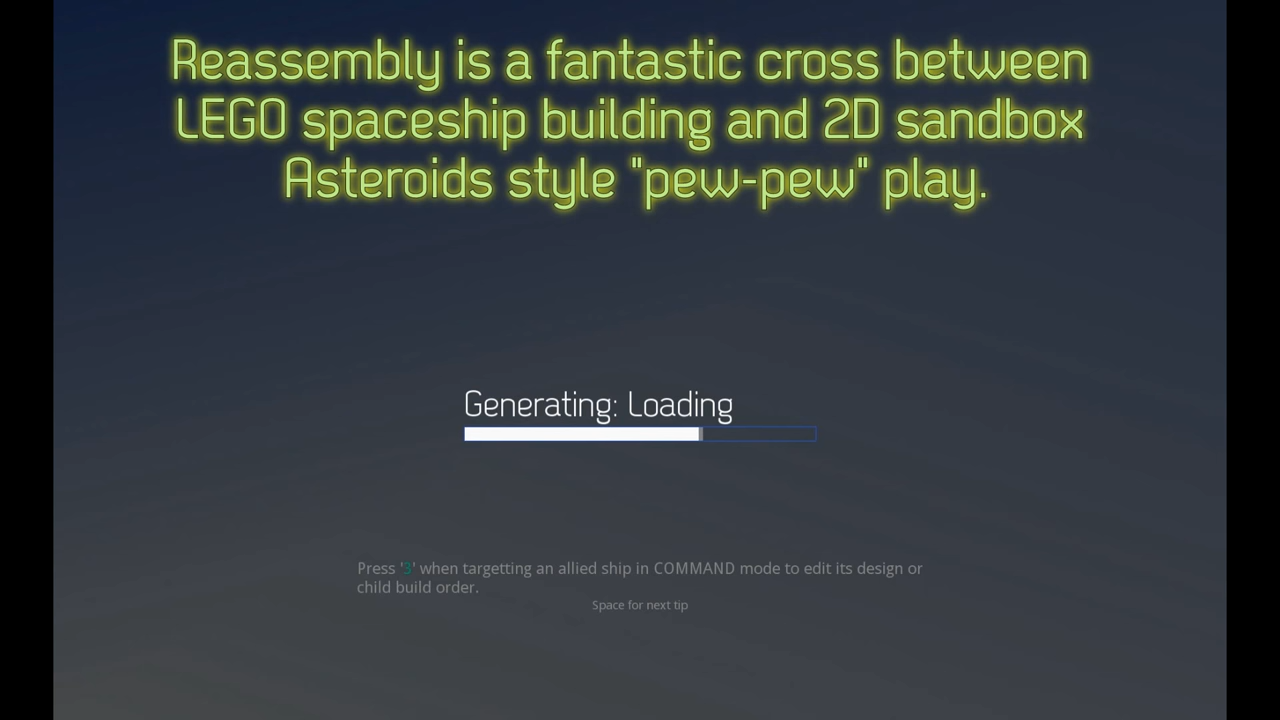 Reassembly is a fantastic cross between
LEGO spaceship building and 2D sandbox
Asteroids style "pew-pew" play.
Generating: Loading
Press '3' when targetting an allied ship in COMMAND mode to edit its design or
child build order.
Space for next tip